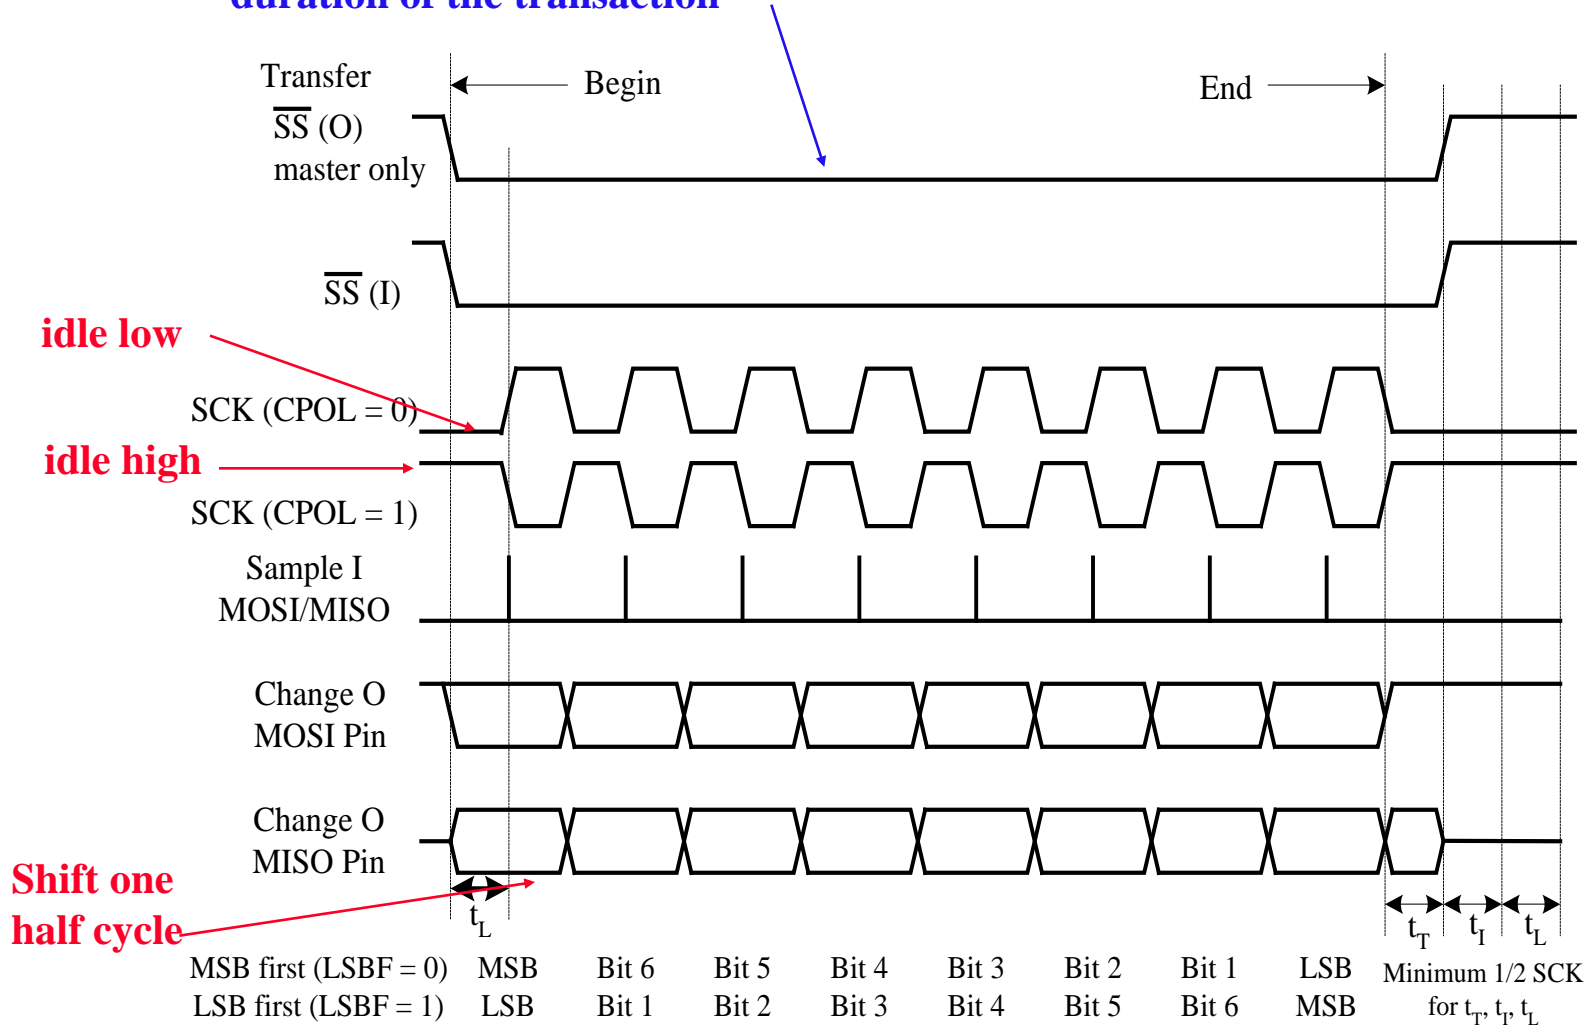 duration of the transaction
Transfer
Begin
End
SS (O)
master only
SS (I)
idle low
SCK (CPOL = 0)
idle high
SCK (CPOL = 1)
Sample I
MOSI/MISO
Change O
MOSI Pin
Change O
MISO Pin
Shift one
half cycle
tL
tT tI tL
MSB first (LSBF = 0) MSB Bit 6 Bit 5 Bit 4 Bit 3 Bit 2 Bit 1 LSB
LSB first (LSBF = 1) LSB Bit 1 Bit 2 Bit 3 Bit 4 Bit 5 Bit 6 MSB
Minimum 1/2 SCK
for tT, tI, tL